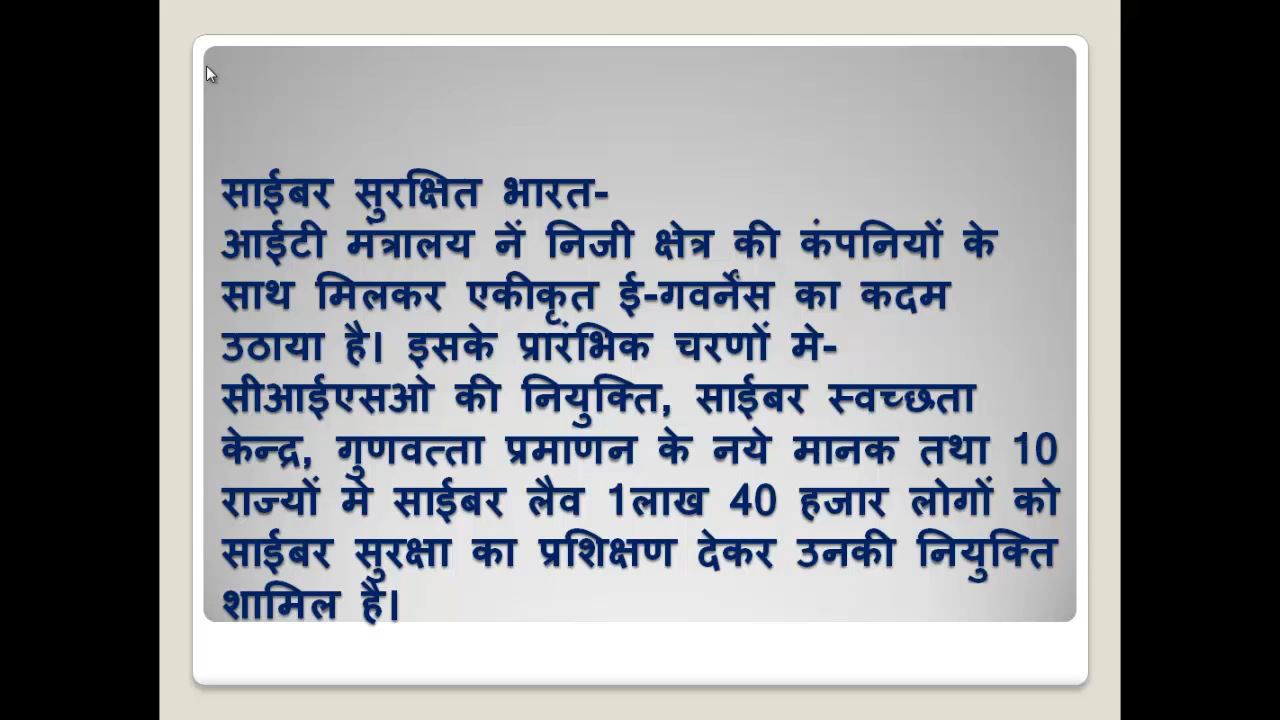 साईबर सुरक्षित भारत-
आईटी मंत्रालय नें निजी क्षेत्र की कंपनियों के
साथ मिलकर एकीकृत ई-गवर्नेंस का कदम
उठाया है। इसके प्रारंभिक चरणों मे-
सीआईएसओ की नियुक्ति, साईबर स्वच्छता
केन्द्र, गुणवत्ता प्रमाणन के नये मानक तथा 10
राज्यों मे साईबर लैव 1लाख 40 हजार लोगों को
साईबर सुरक्षा का प्रशिक्षण देकर उनकी नियुक्ति
शामिल है।